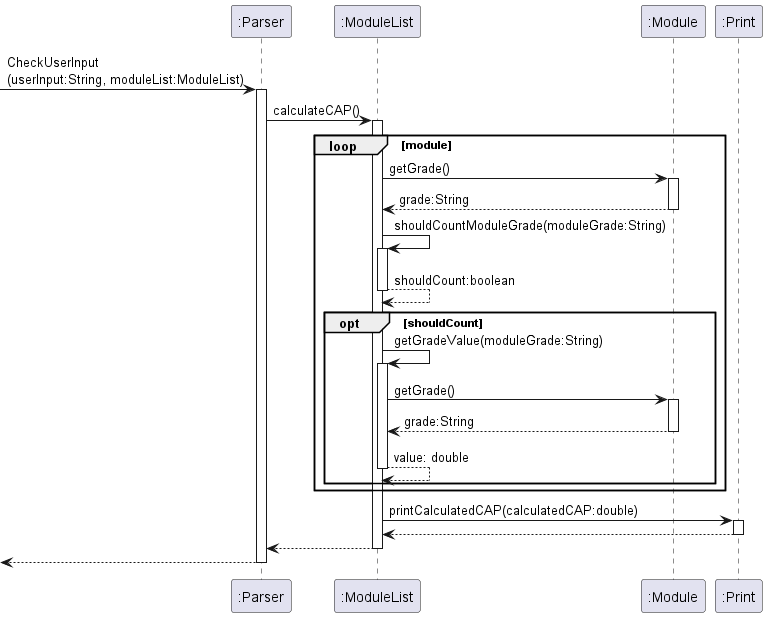 :Parser
:ModuleList
:Module
:Print
CheckUserInput
(userInput:String, moduleList:ModuleList)
calculateCAP()
loop
[module]
getGrade()
grade:String
shouldCountModuleGrade(moduleGrade:String)
shouldCount:boolean
opt
[shouldCount]
getGradeValue(moduleGrade:String)
getGrade()
grade:String
value: double
printCalculatedCAP(calculatedCAP:double)
:Parser
:ModuleList
:Module
:Print